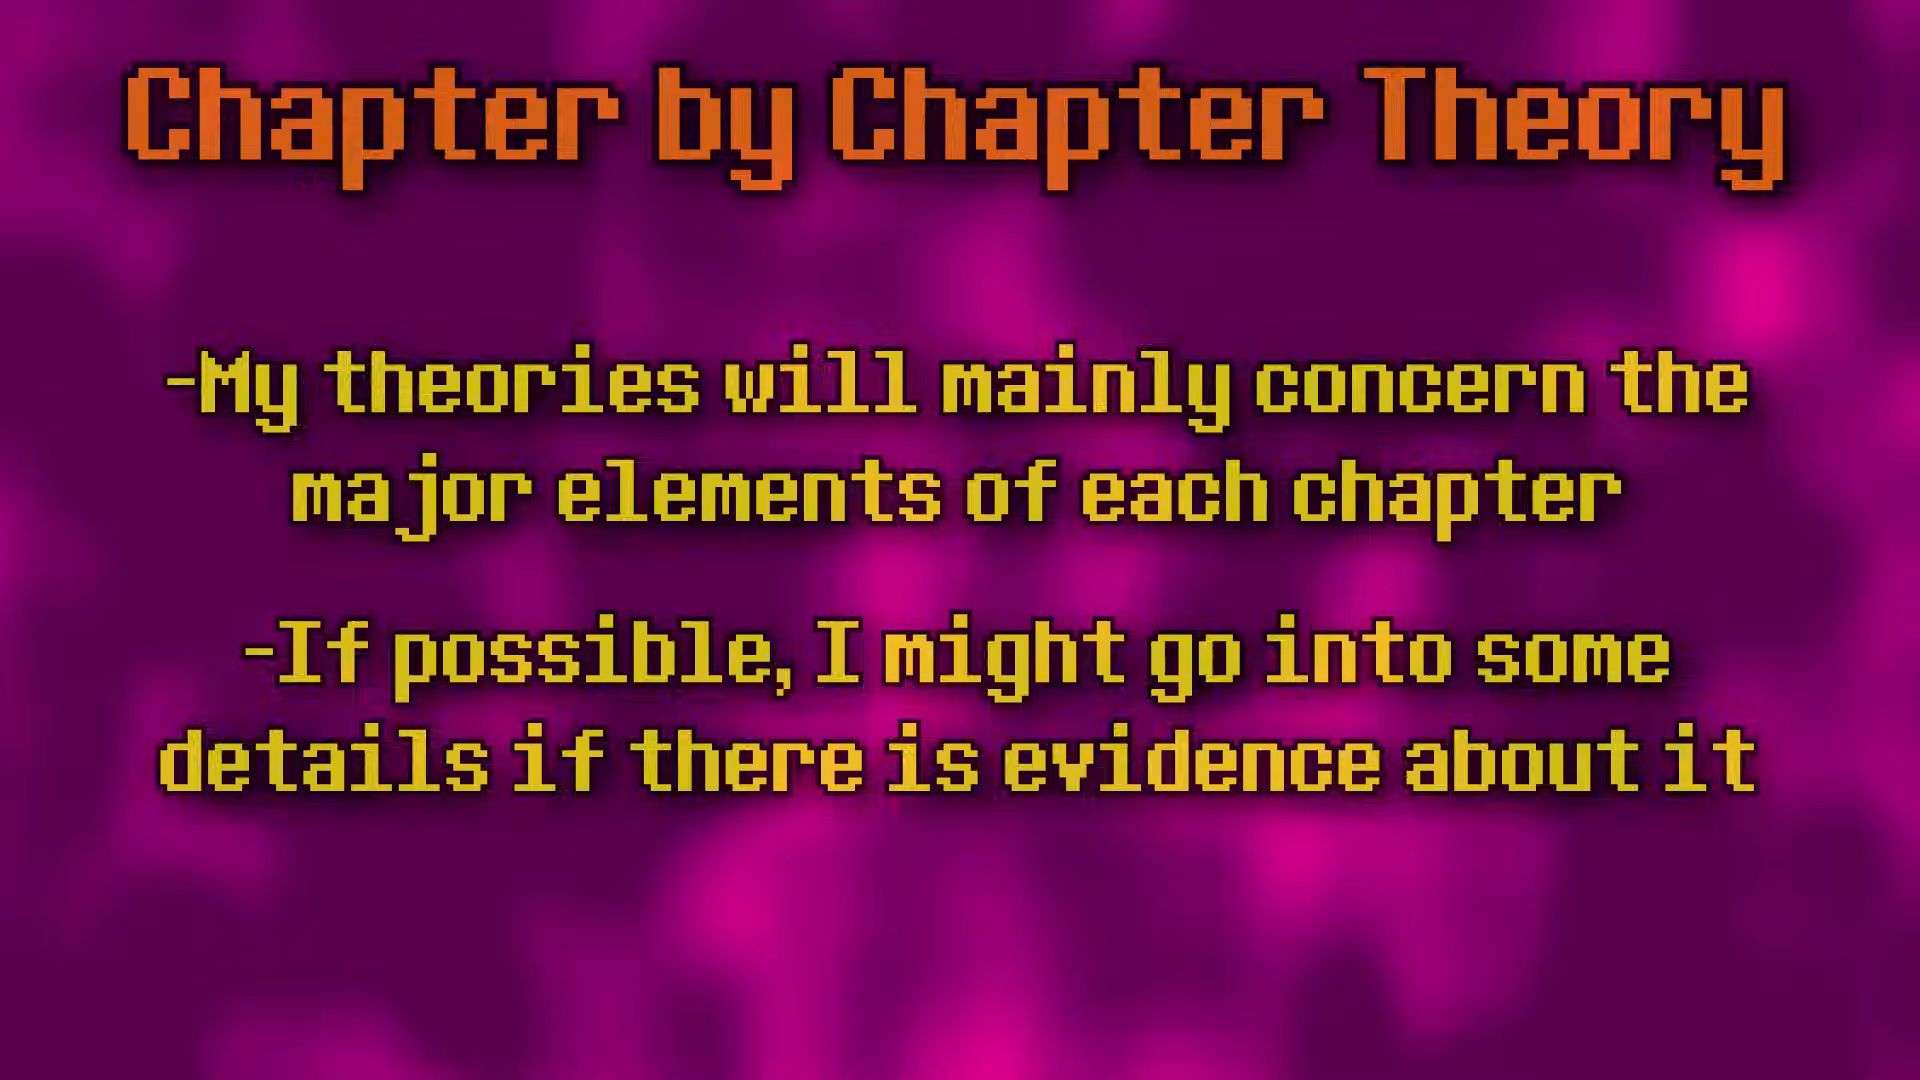 Chapter by Chapter Theory
-My theories will mainly concern the
major elements of each chapter
-If possible, I might go into some
details if there is evidence about it